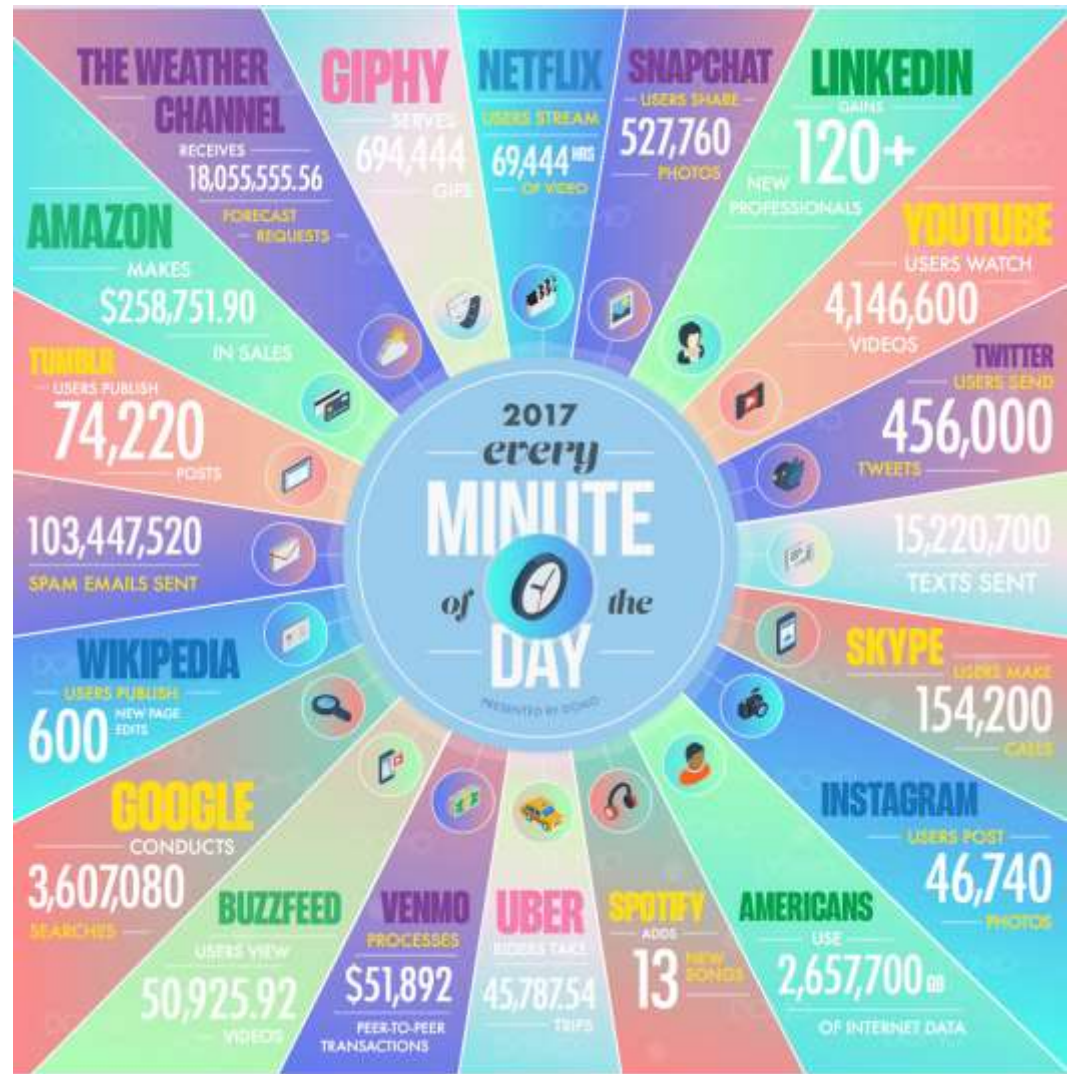 2017
every
MINUTE
of the
DAY
PRESENTED BY DOMO
THE WEATHER
CHANNEL
RECEIVES
18,055,555.56
FORECAST
REQUESTS
GIPHY
SERVES
694,444
GIFS
NETFLIX
USERS STREAM
69,444 HRS
OF VIDEO
SNAPCHAT
USERS SHARE
527,760
PHOTOS
LINKEDIN
GAINS
120+
NEW
PROFESSIONALS
YOUTUBE
USERS WATCH
4,146,600
VIDEOS
TWITTER
USERS SEND
456,000
TWEETS
15,220,700
TEXTS SENT
SKYPE
USERS MAKE
154,200
CALLS
INSTAGRAM
USERS POST
46,740
PHOTOS
AMERICANS
USE
2,657,700 GB
OF INTERNET DATA
SPOTIFY
ADDS
13 NEW
SONGS
UBER
RIDERS TAKE
45,787.54
TRIPS
VENMO
PROCESSES
$51,892
PEER-TO-PEER
TRANSACTIONS
BUZZFEED
USERS VIEW
50,925.92
VIDEOS
GOOGLE
CONDUCTS
3,607,080
SEARCHES
WIKIPEDIA
USERS PUBLISH
600 NEW PAGE
EDITS
103,447,520
SPAM EMAILS SENT
TUMBLR
USERS PUBLISH
74,220
POSTS
AMAZON
MAKES
$258,751.90
IN SALES